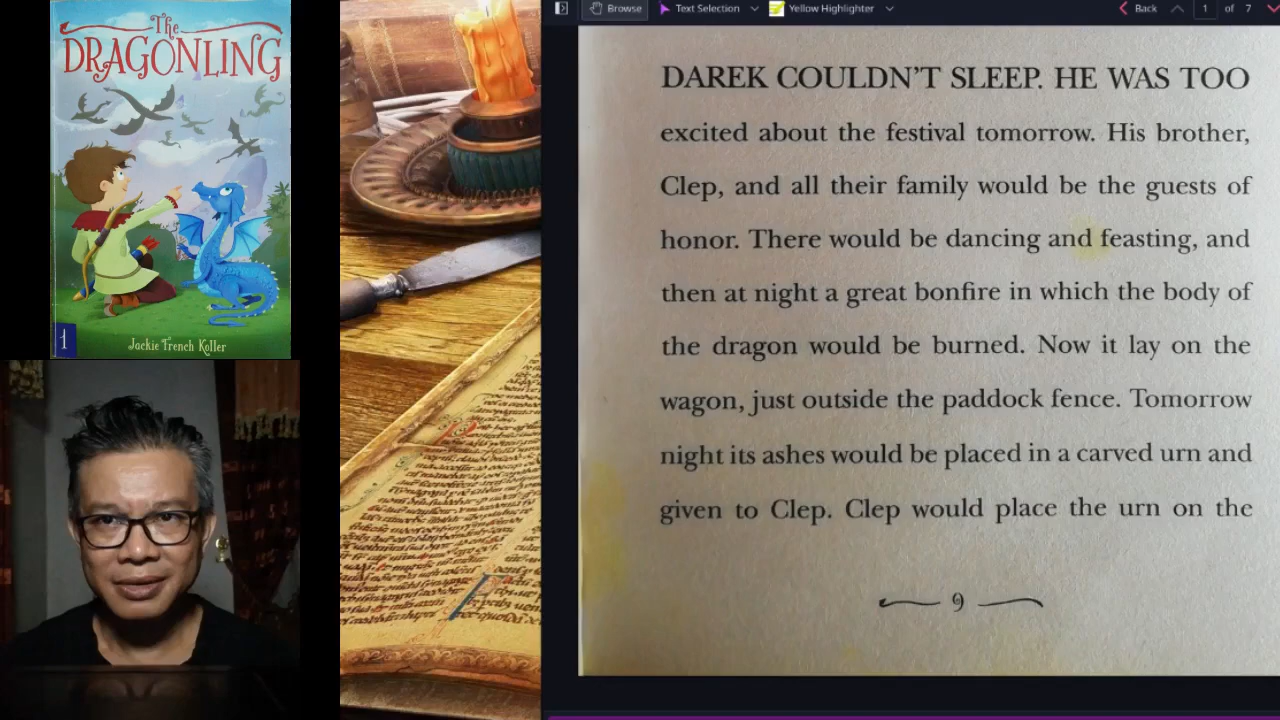 The
DRAGONLING
1
Jackie French Koller
Browse
Text Selection
Yellow Highlighter
Back
1
of 7
DAREK COULDN'T SLEEP. HE WAS TOO
excited about the festival tomorrow. His brother,
Clep, and all their family would be the guests of
honor. There would be dancing and feasting, and
then at night a great bonfire in which the body of
the dragon would be burned. Now it lay on the
wagon, just outside the paddock fence. Tomorrow
night its ashes would be placed in a carved urn and
given to Clep. Clep would place the urn on the
9